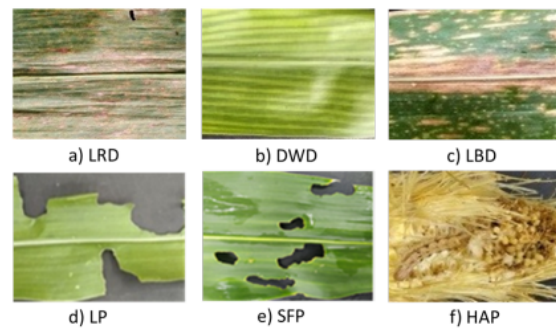 a) LRD
b) DWD
c) LBD
d) LP
e) SFP
f) HAP